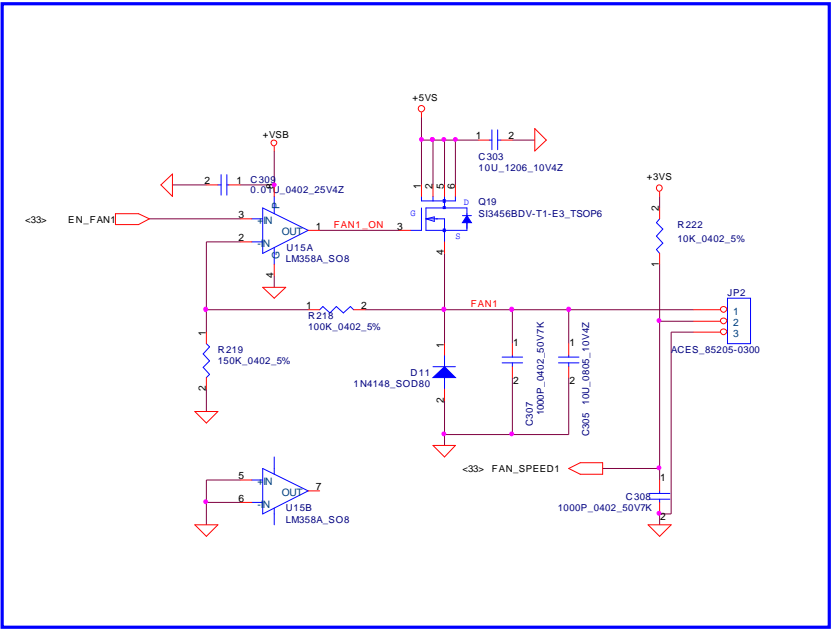 +5VS
+VSB
1 2
C303
10U_1206_10V4Z
+3VS
2 1
C309
0.01U_0402_25V4Z
8
P
1 2 5 6
Q19
SI3456BDV-T1-E3_TSOP6
D
G
S
<33> EN_FAN1
3
+IN
OUT
1
FAN1_ON
3
2
-IN
U15A
LM358A_SO8
G
4
4
2
R222
10K_0402_5%
1
JP2
1
2
3
ACES_85205-0300
FAN1
1 2
R218
100K_0402_5%
1
R219
150K_0402_5%
2
1
D11
1N4148_SOD80
2
1
2
C307
1000P_0402_50V7K
1
2
C305
10U_0805_10V4Z
<33> FAN_SPEED1
5
+IN
OUT
7
6
-IN
U15B
LM358A_SO8
1
C308
1000P_0402_50V7K
2